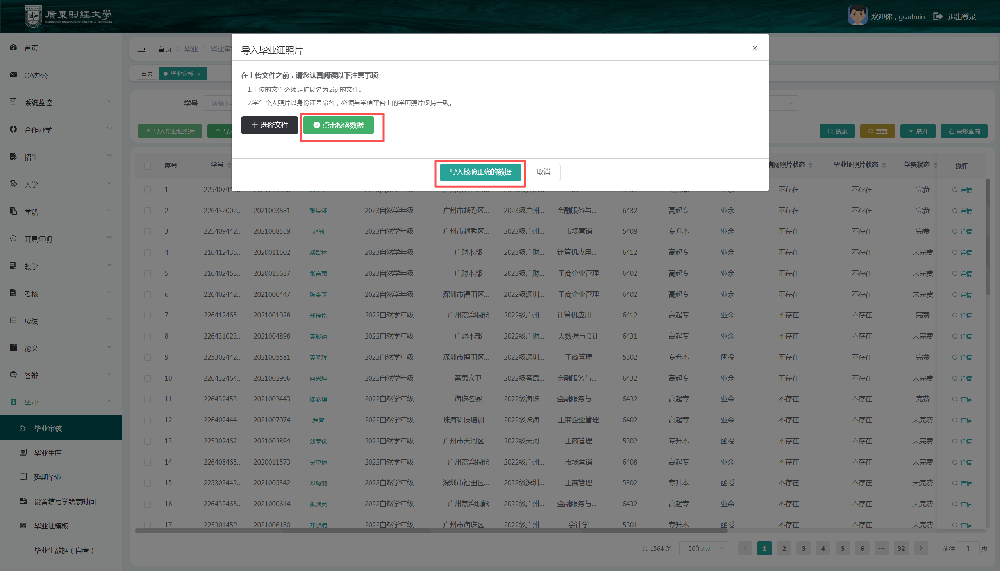 廣東財經大學
GUANGDONG UNIVERSITY OF FINANCE & ECONOMICS
欢迎你，gcadmin 退出登录
首页
OA办公
系统监控
合作办学
招生
入学
学籍
开具证明
教学
考核
成绩
论文
答辩
毕业
毕业审核
毕业生库
延期毕业
设置填写学籍表时间
毕业证模板
毕业生数据（自考）
首页 > 毕业 > 毕业审
首页 毕业审核 ×
导入毕业证照片
在上传文件之前，请您认真阅读以下注意事项:
1.上传的文件必须是扩展名为.zip 的文件。
2.学生个人照片以身份证号命名，必须与学信平台上的学历照片保持一致。
选择文件 点击校验数据
导入校验正确的数据 取消
学号 请输入
导入毕业证照片 导 搜索 重置 展开 高级查询
序号 学号 网照片状态 毕业证照片状态 学费状态 操作
1 不存在 不存在 完费 详情
2 226432002... 2021003881 张其娥 2023自然学年级 广州市越秀区... 2023级广州... 金融服务与... 6432 高起专 业余 不存在 不存在 完费 详情
3 225409442... 2021008559 赵勤 2023自然学年级 广州市越秀区... 2023级广州... 市场营销 5409 专升本 业余 不存在 不存在 完费 详情
4 216412435... 2020011502 黎智林 2023自然学年级 广财本部 2023级广财... 计算机应用... 6412 高起专 业余 不存在 不存在 未完费 详情
5 216402453... 2020015637 张嘉惠 2023自然学年级 广财本部 2023级广财... 工商企业管理 6402 高起专 业余 不存在 不存在 未完费 详情
6 226402442... 2021006447 陈金玉 2022自然学年级 深圳市福田区... 2022级深圳... 工商企业管理 6402 高起专 业余 不存在 不存在 未完费 详情
7 226412465... 2021001028 郑梓铭 2022自然学年级 广州荔湾职能 2022级广州... 计算机应用... 6412 高起专 业余 不存在 不存在 完费 详情
8 226431023... 2021004898 黄彩谊 2022自然学年级 广财本部 2022级广财... 大数据与会计 6431 高起专 业余 不存在 不存在 未完费 详情
9 225302442... 2021005581 黄晓辉 2022自然学年级 深圳市福田区... 2022级深圳... 工商管理 5302 专升本 函授 不存在 不存在 完费 详情
10 226432464... 2021002906 向兴坤 2022自然学年级 番禺文卫 2022级番禺... 金融服务与... 6432 高起专 业余 不存在 不存在 未完费 详情
11 226432453... 2021003443 陈彩琪 2022自然学年级 海珠名鼎 2022级海珠... 金融服务与... 6432 高起专 业余 不存在 不存在 完费 详情
12 226402444... 2021007074 罗曾 2022自然学年级 珠海科技培训... 2022级珠海... 工商企业管理 6402 高起专 业余 不存在 不存在 未完费 详情
13 225302462... 2021003894 刘荣俊 2022自然学年级 广州市天河区... 2022级天河... 工商管理 5302 专升本 函授 不存在 不存在 未完费 详情
14 226408465... 2021011573 吴津标 2022自然学年级 广州荔湾职能 2022级广州... 市场营销 6408 高起专 业余 不存在 不存在 未完费 详情
15 225302442... 2021005342 邓海丽 2022自然学年级 深圳市福田区... 2022级深圳... 工商管理 5302 专升本 函授 不存在 不存在 未完费 详情
16 226432465... 2021000614 张麒英 2022自然学年级 广州荔湾职能 2022级广州... 金融服务与... 6432 高起专 业余 不存在 不存在 未完费 详情
17 225301459... 2021006180 郑敏清 2022自然学年级 广州市海珠区... 2022级广州... 会计学 5301 专升本 函授 不存在 不存在 未完费 详情
共 1564 条 50条/页 1 2 3 4 5 6 ... 32 前往 1 页